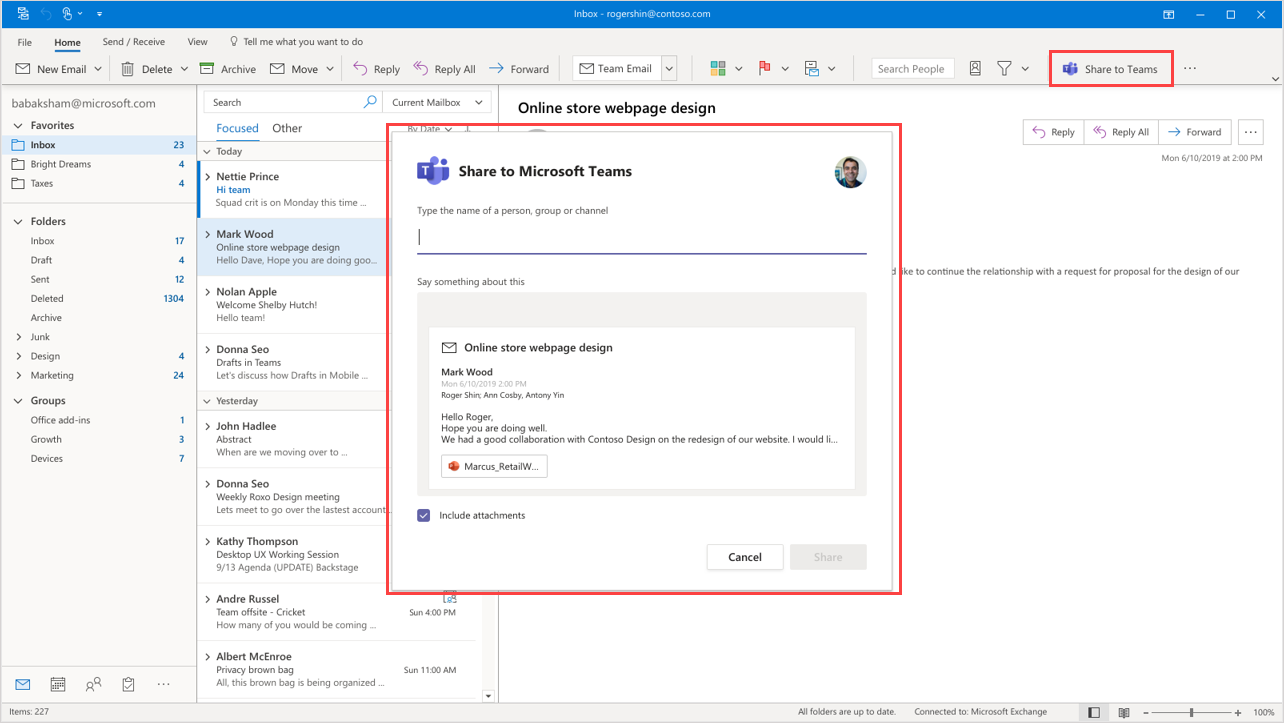 Inbox - rogershin@contoso.com
File Home Send / Receive View Tell me what you want to do
New Email Delete Archive Move Reply Reply All Forward Team Email Search People Share to Teams
babaksham@microsoft.com
Favorites
Inbox 23
Bright Dreams 4
Taxes 4
Folders
Inbox 17
Draft 4
Sent 12
Deleted 1304
Archive
Junk
Design 4
Marketing 24
Groups
Office add-ins 1
Growth 3
Devices 7
Items: 227
Search Current Mailbox
Focused Other By Date
Today
Nettie Prince
Hi team
Squad crit is on Monday this time ...
Mark Wood
Online store webpage design
Hello Dave, Hope you are doing goo...
Nolan Apple
Welcome Shelby Hutch!
Hello team!
Donna Seo
Drafts in Teams
Let's discuss how Drafts in Mobile ...
Yesterday
John Hadlee
Abstract
When are we moving over to ...
Donna Seo
Weekly Roxo Design meeting
Lets meet to go over the lastest account
Kathy Thompson
Desktop UX Working Session
9/13 Agenda (UPDATE) Backstage
Andre Russel
Team offsite - Cricket Sun 4:00 PM
How many of you would be coming ...
Albert McEnroe
Privacy brown bag Sun 11:00 AM
All, this brown bag is being organized ...
Online store webpage design
Reply Reply All Forward
Mon 6/10/2019 at 2:00 PM
like to continue the relationship with a request for proposal for the design of our
Share to Microsoft Teams
Type the name of a person, group or channel
Say something about this
Online store webpage design
Mark Wood
Mon 6/10/2019 2:00 PM
Roger Shin; Ann Cosby, Antony Yin
Hello Roger,
Hope you are doing well.
We had a good collaboration with Contoso Design on the redesign of our website. I would li...
Marcus_RetailW...
Include attachments
Cancel Share
All folders are up to date. Connected to: Microsoft Exchange 100%